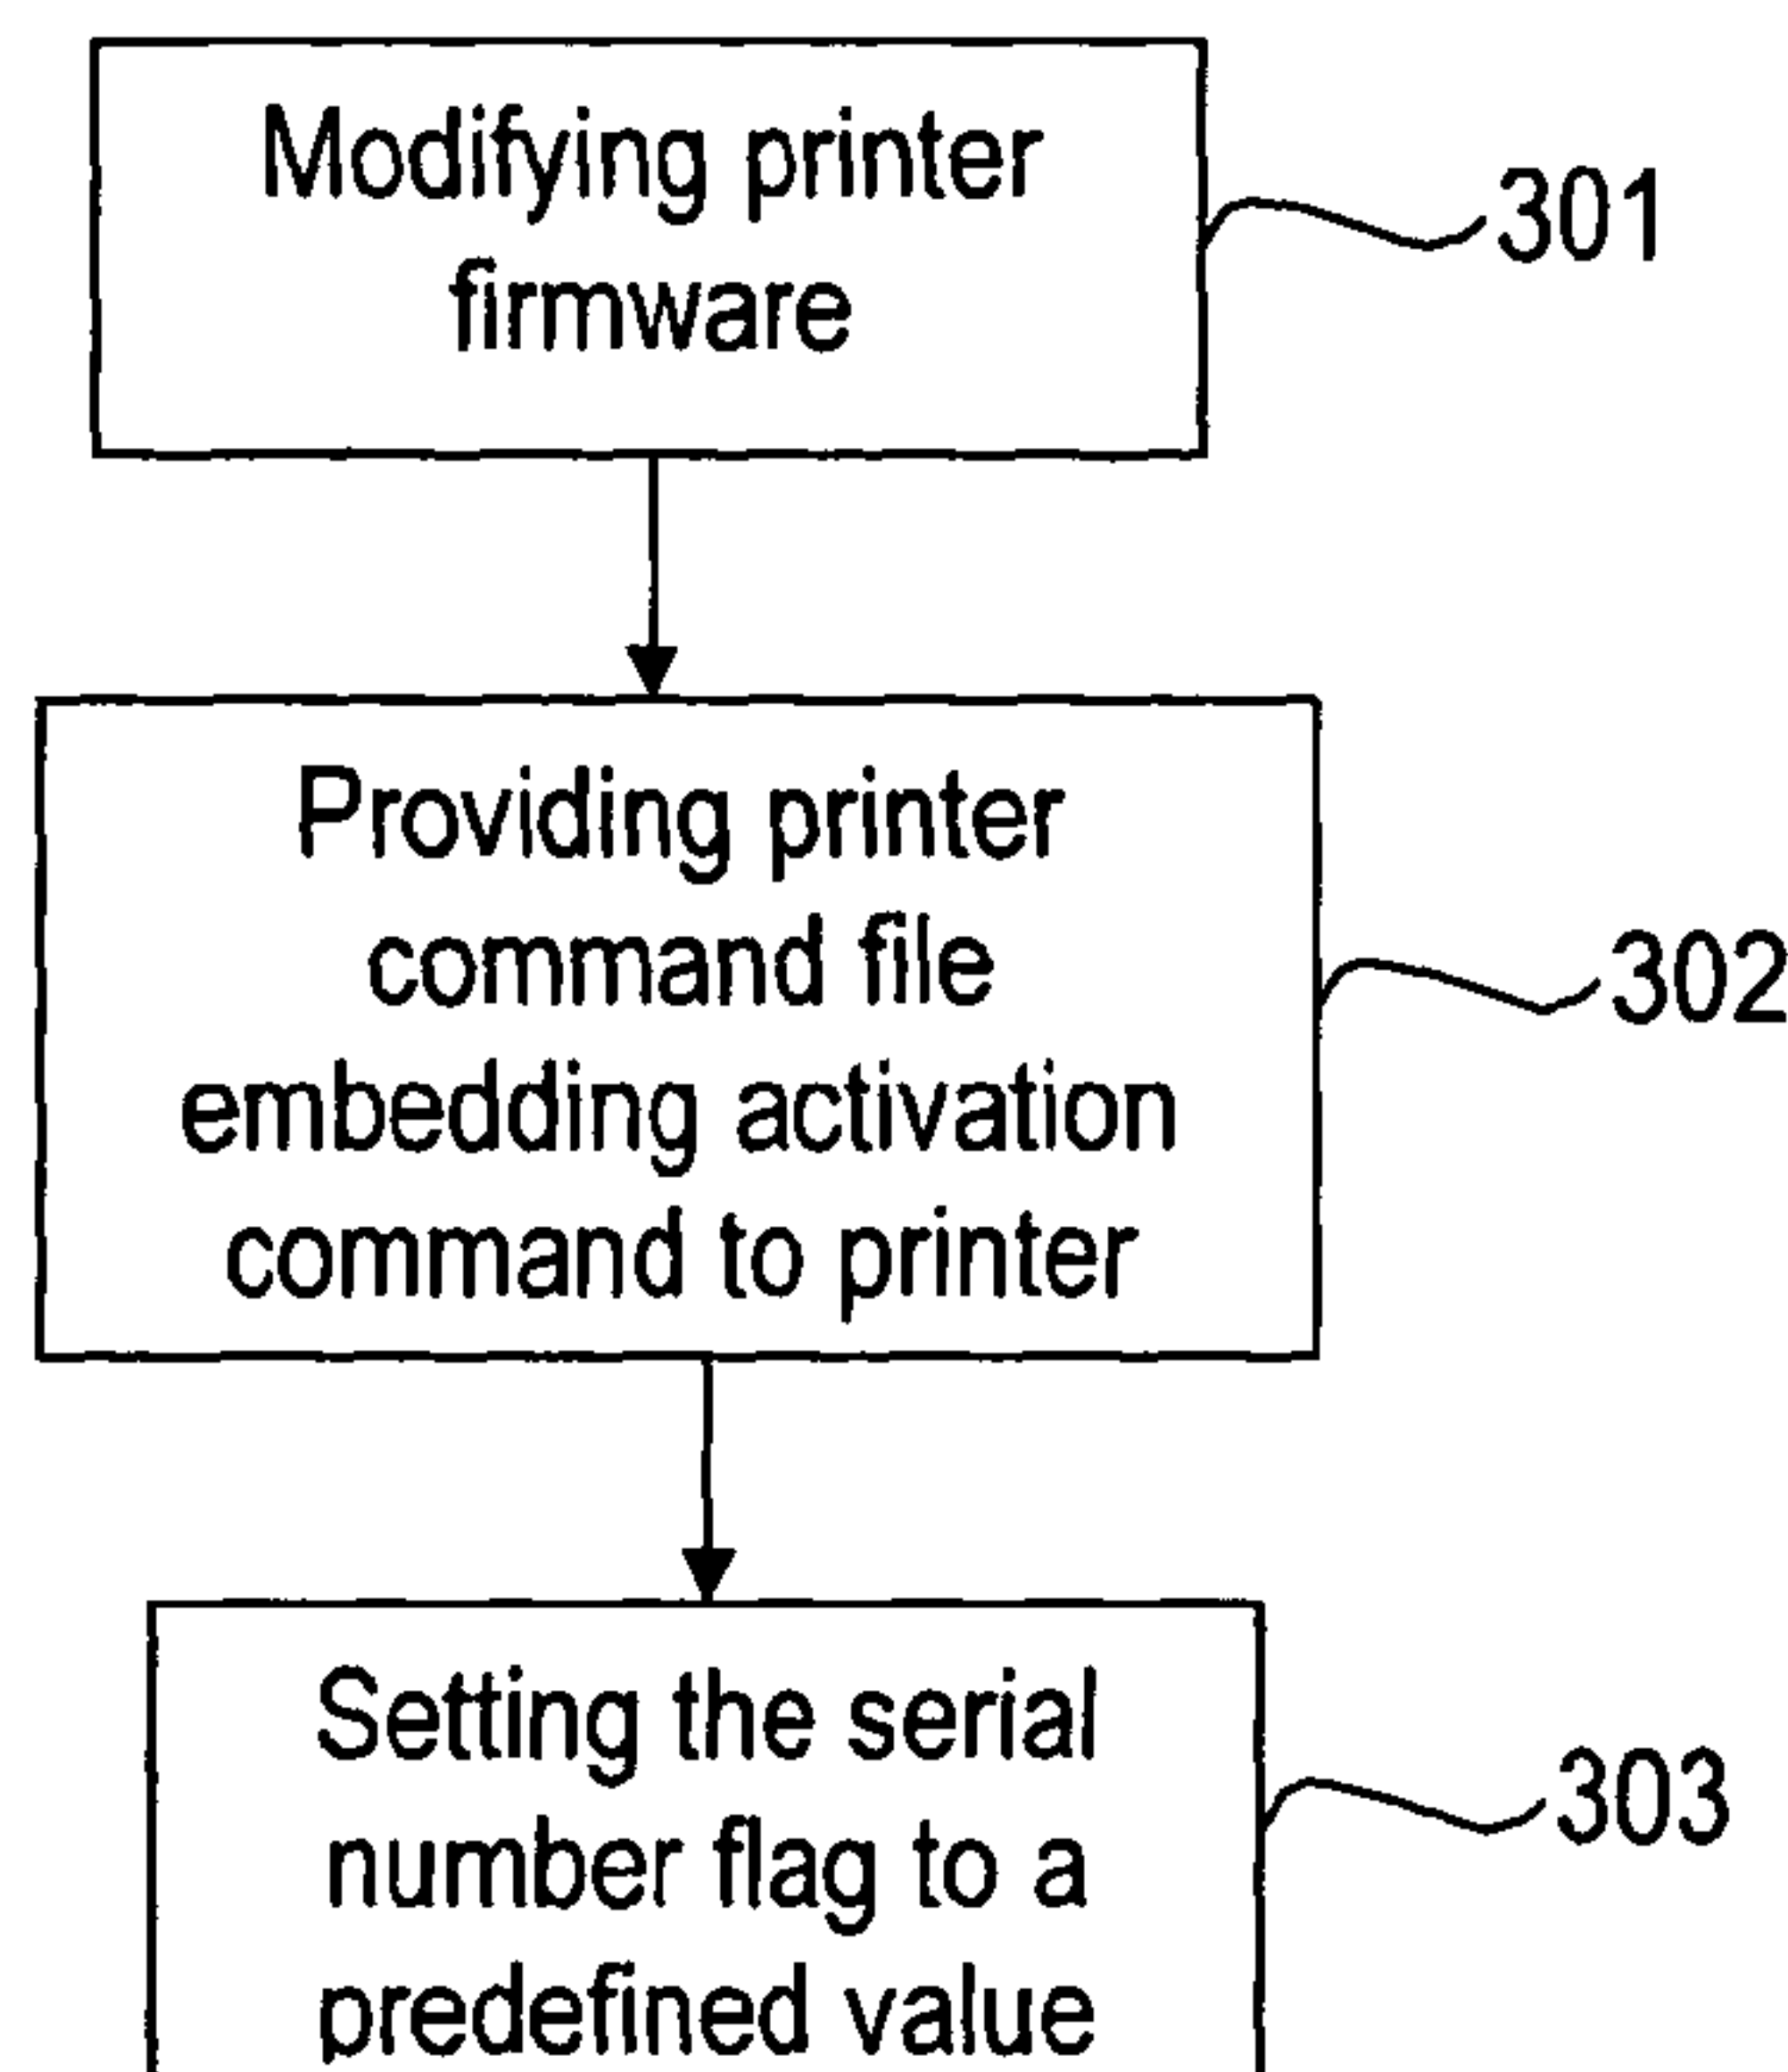 Modifying printer
firmware
301
Providing printer
command file
embedding activation
command to printer
302
Setting the serial
number flag to a
predefined value
303